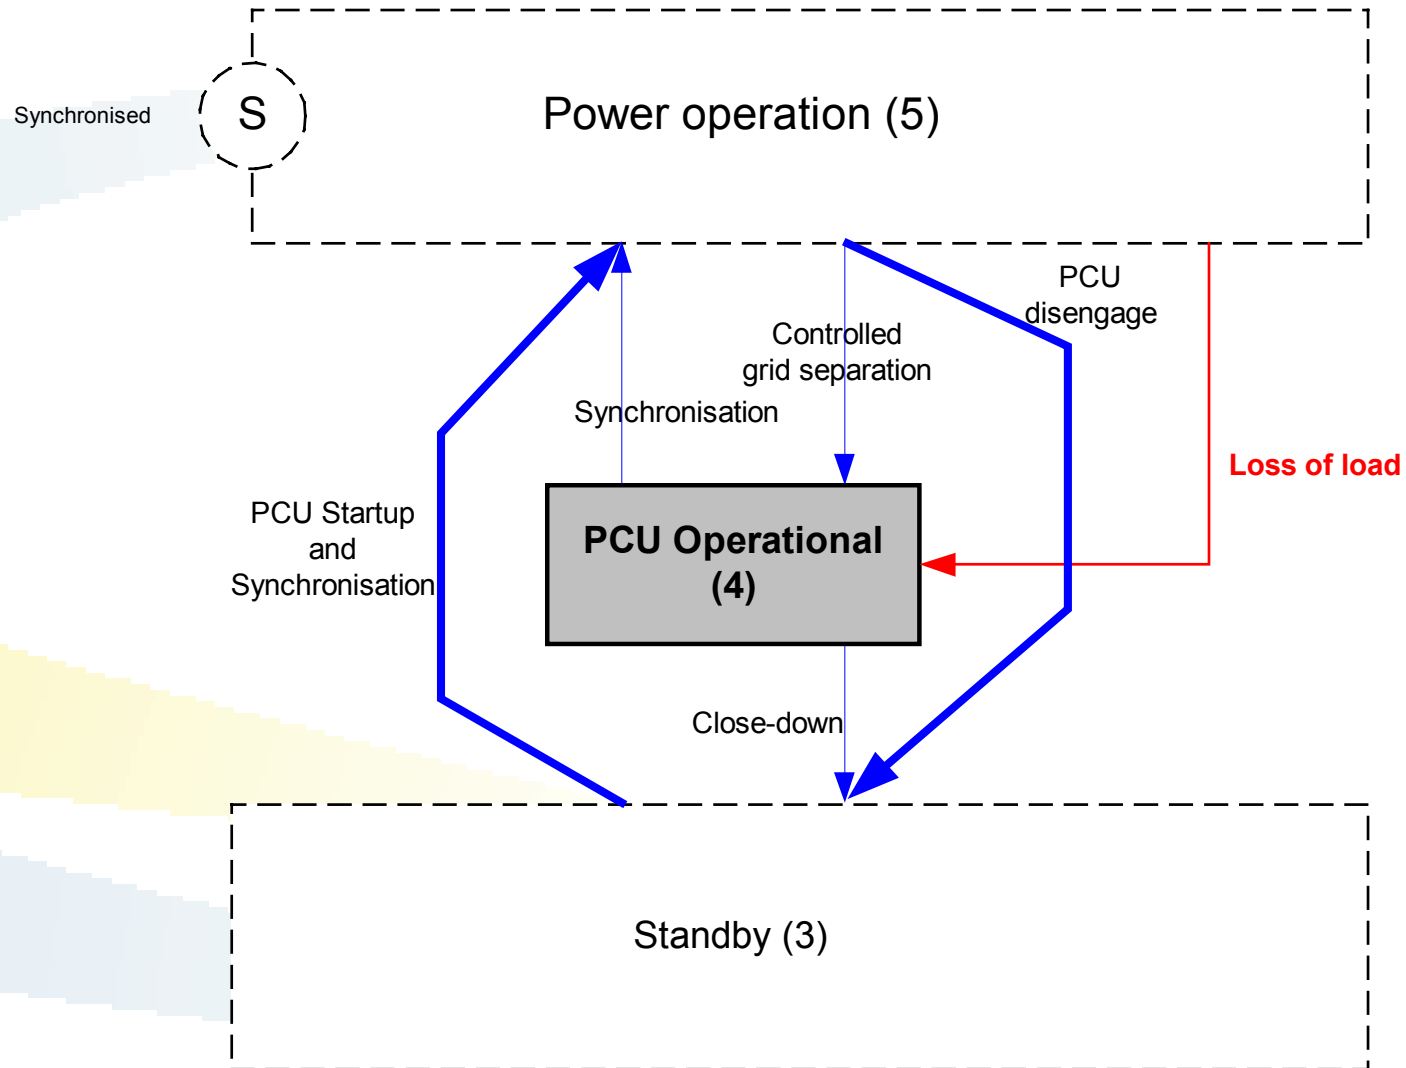 Synchronised
S
Power operation (5)
PCU
disengage
Controlled
grid separation
Synchronisation
Loss of load
PCU Startup
and
Synchronisation
PCU Operational
(4)
Close-down
Standby (3)